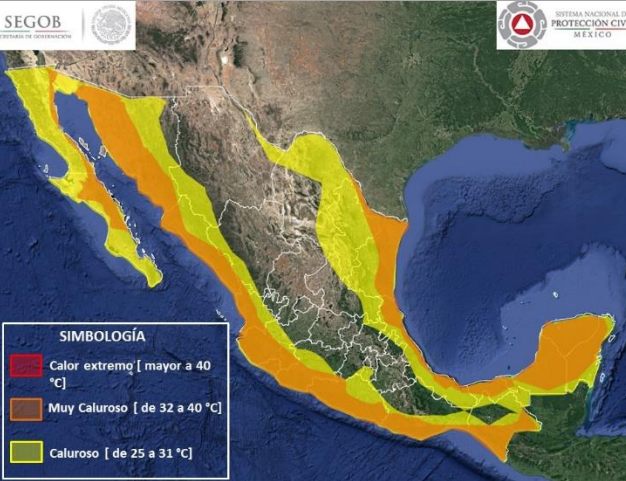 SEGOB
SECRETARÍA DE GOBERNACIÓN
SISTEMA NACIONAL DE
PROTECCIÓN CIV
MÉXICO
SIMBOLOGÍA
Calor extremo [ mayor a 40
°C]
Muy Caluroso [ de 32 a 40 °C]
Caluroso [ de 25 a 31 °C]